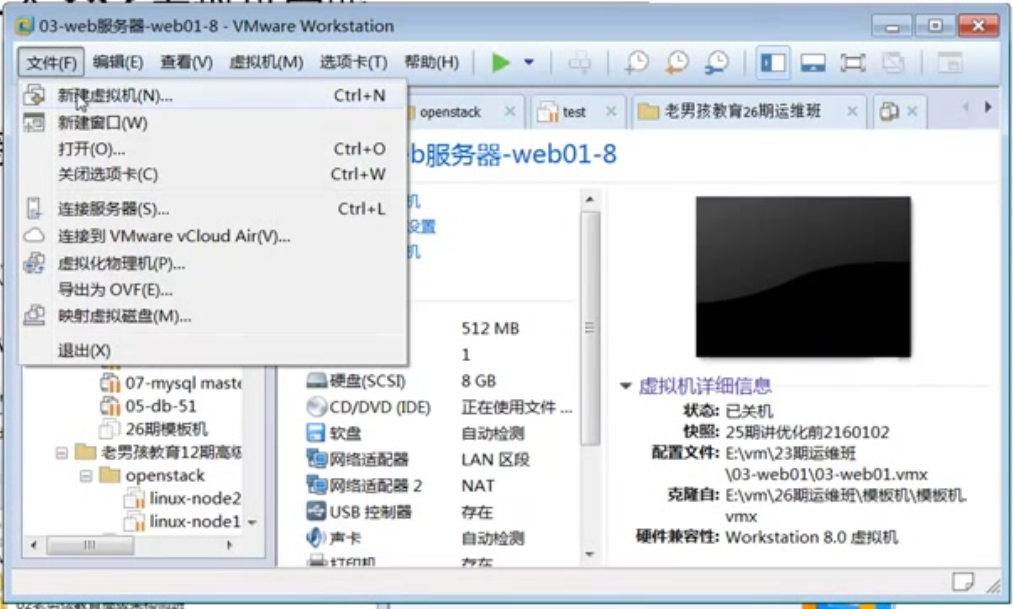 03-web服务器-web01-8 - VMware Workstation
文件(F) 编辑(E) 查看(V) 虚拟机(M) 选项卡(T) 帮助(H)
新建虚拟机(N)... Ctrl+N
新建窗口(W)
打开(O)... Ctrl+O
关闭选项卡(C) Ctrl+W
连接服务器(S)... Ctrl+L
连接到 VMware vCloud Air(V)...
虚拟化物理机(P)...
导出为 OVF(E)...
映射虚拟磁盘(M)...
退出(X)
openstack
test
老男孩教育26期运维班
b服务器-web01-8
机
设置
机
07-mysql maste
05-db-51
26期模板机
老男孩教育12期高级
openstack
linux-node2
linux-node1
512 MB
1
硬盘(SCSI) 8 GB
CD/DVD (IDE) 正在使用文件 ...
软盘 自动检测
网络适配器 LAN 区段
网络适配器 2 NAT
USB 控制器 存在
声卡 自动检测
打印机 存在
虚拟机详细信息
状态: 已关机
快照: 25期讲优化前2160102
配置文件: E:\vm\23期运维班
\03-web01\03-web01.vmx
克隆自: E:\vm\26期运维班\模板机\模板机.
vmx
硬件兼容性: Workstation 8.0 虚拟机